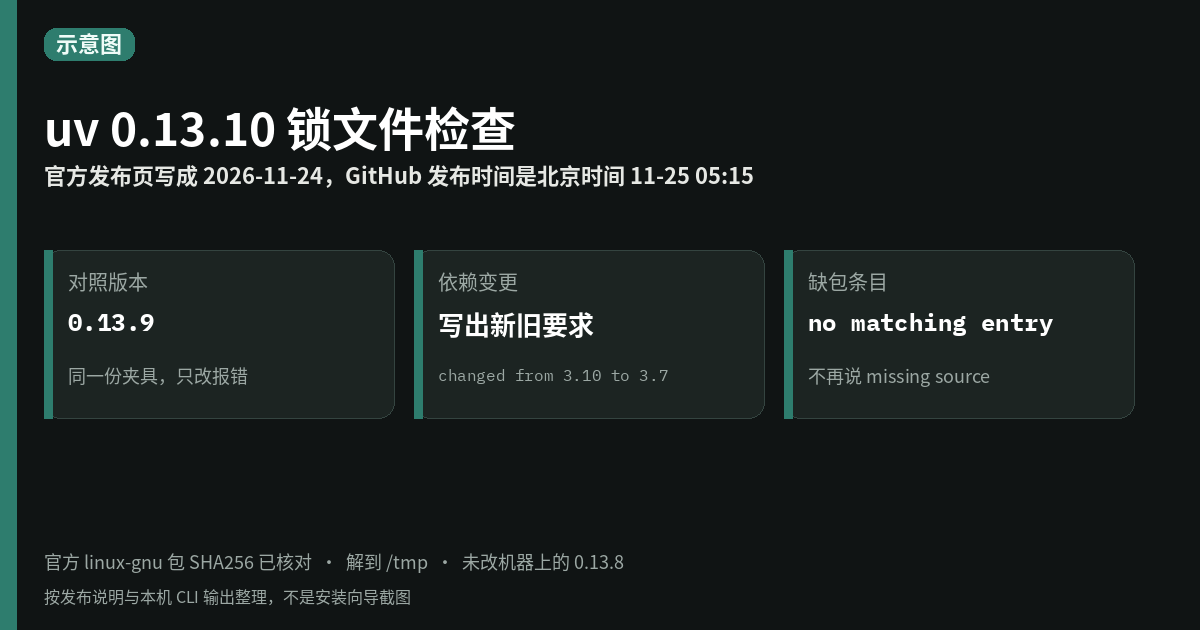 示意图
uv 0.13.10 锁文件检查
官方发布页写成 2026-11-24，GitHub 发布时间是北京时间 11-25 05:15
对照版本
0.13.9
同一份夹具，只改报错
依赖变更
写出新旧要求
changed from 3.10 to 3.7
缺包条目
no matching entry
不再说 missing source
官方 linux-gnu 包 SHA256 已核对 · 解到 /tmp · 未改机器上的 0.13.8
按发布说明与本机 CLI 输出整理，不是安装向导截图